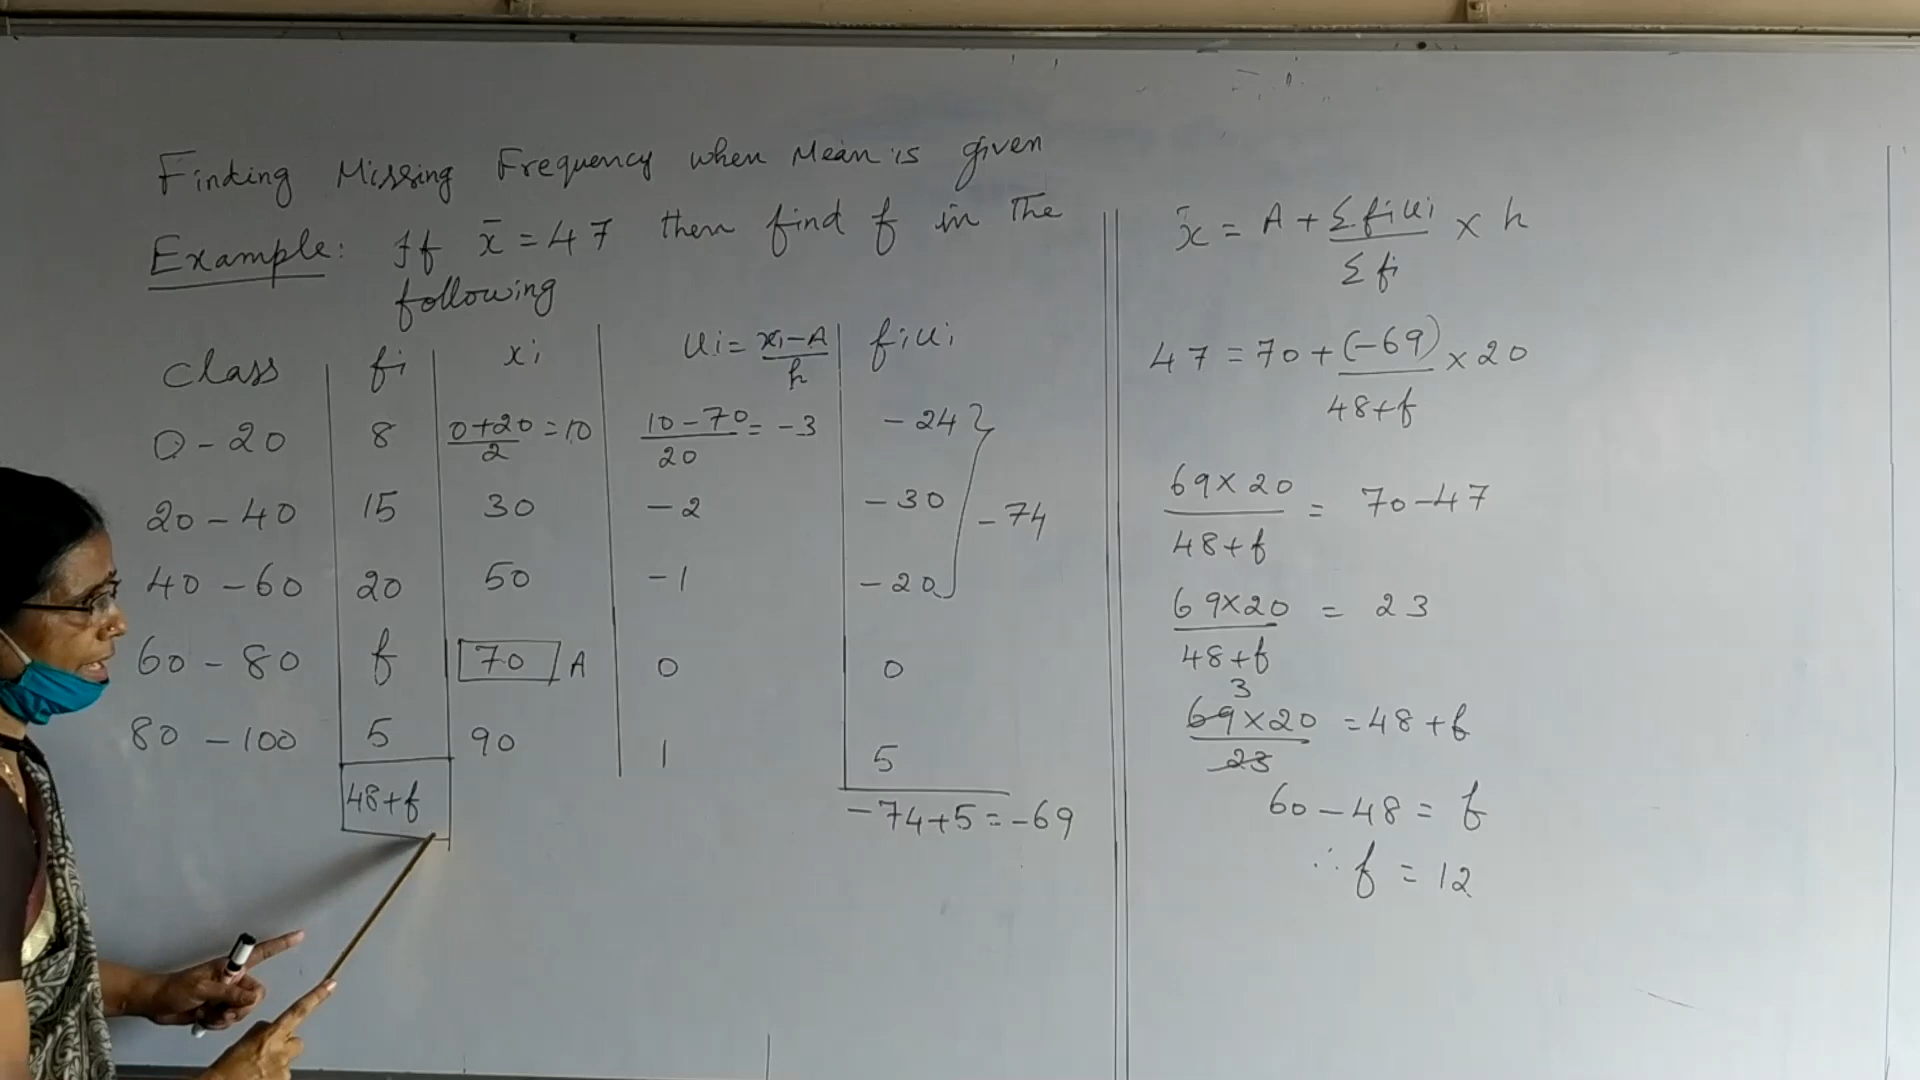 Finding Missing Frequency when Mean is given
Example: If x̄ = 47 then find f in the
following
class | fi | xi | ui = (xi – A)/h | fiui
0 – 20 | 8 | (0+20)/2 = 10 | (10 – 70)/20 = –3 | –24
20 – 40 | 15 | 30 | –2 | –30
} –74
40 – 60 | 20 | 50 | –1 | –20
60 – 80 | f | 70 A | 0 | 0
80 – 100 | 5 | 90 | 1 | 5
48+f
–74+5 = –69
x̄ = A + Σfiui/Σfi × h
47 = 70 + (–69)/(48+f) × 20
69×20/(48+f) = 70–47
69×20/(48+f) = 23
3
69×20/23 = 48+f
60 – 48 = f
∴ f = 12